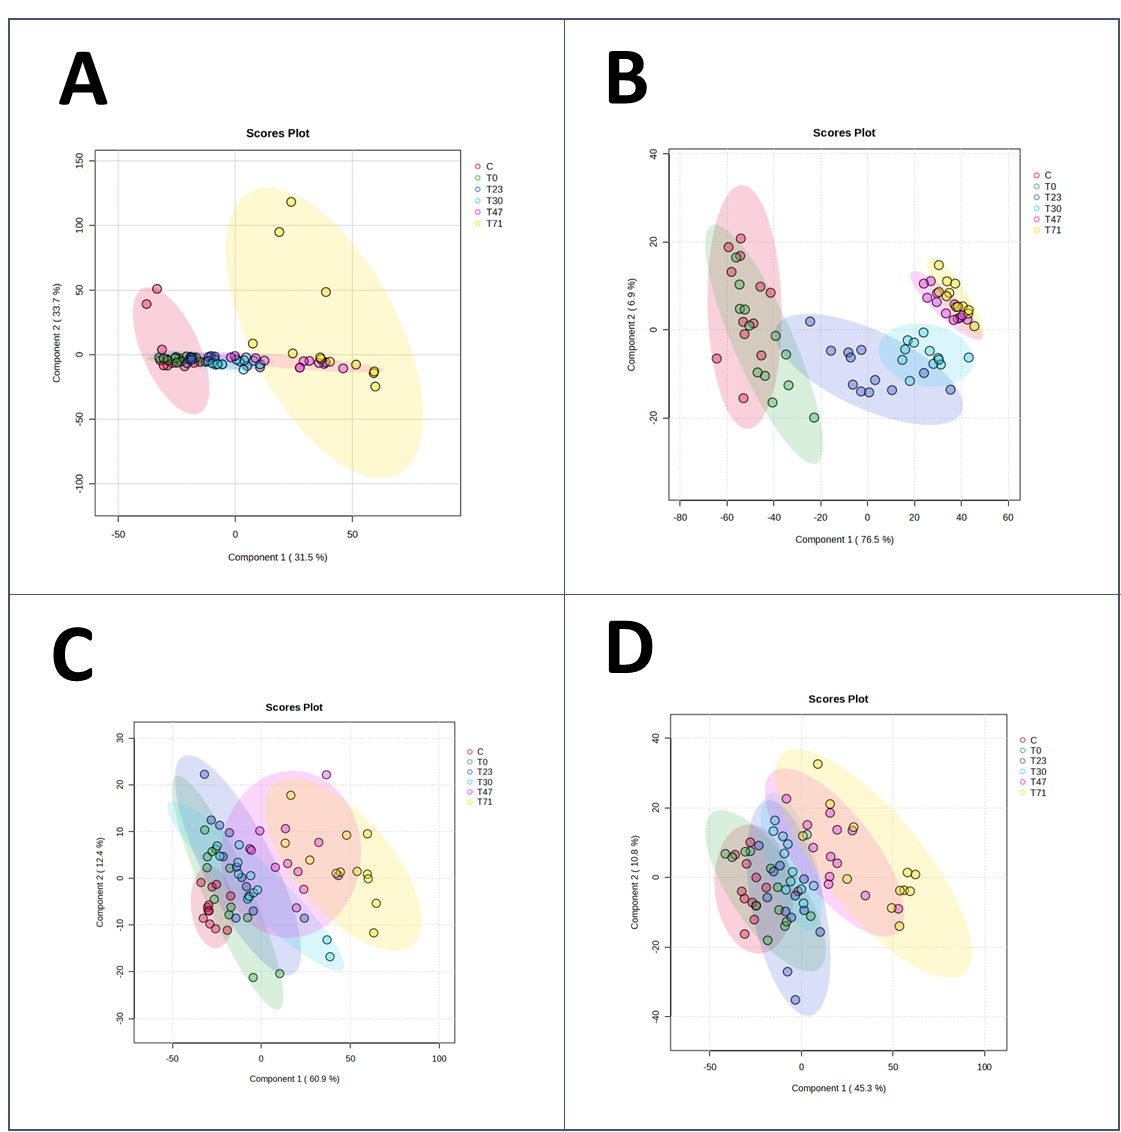 A
Scores Plot
Component 2 ( 33.7 %)
150
100
50
0
-50
-100
-50
0
50
Component 1 ( 31.5 %)
C
T0
T23
T30
T47
T71
B
Scores Plot
Component 2 ( 6.9 %)
40
20
0
-20
-80
-60
-40
-20
0
20
40
60
Component 1 ( 76.5 %)
C
T0
T23
T30
T47
T71
C
Scores Plot
Component 2 ( 12.4 %)
30
20
10
0
-10
-20
-30
-50
0
50
100
Component 1 ( 60.9 %)
C
T0
T23
T30
T47
T71
D
Scores Plot
Component 2 ( 10.8 %)
40
20
0
-20
-40
-50
0
50
100
Component 1 ( 45.3 %)
C
T0
T23
T30
T47
T71